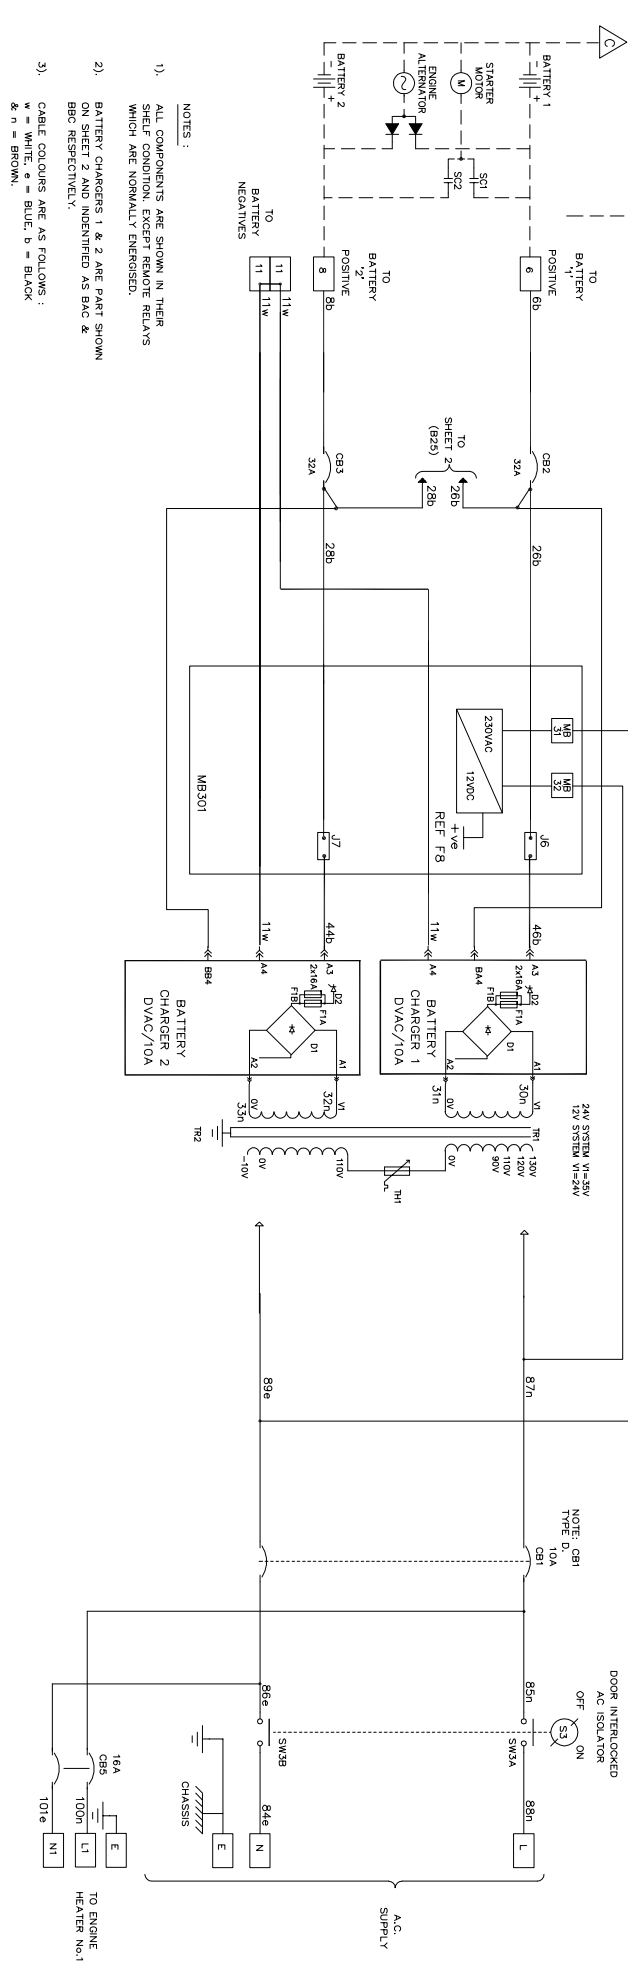 C
BATTERY 1
- +
STARTER
MOTOR
M
ENGINE
ALTERNATOR
BATTERY 2
- +
SC1
SC2
TO
BATTERY
'1'
POSITIVE
6
6b
TO
BATTERY
'2'
POSITIVE
8
8b
TO
BATTERY
NEGATIVES
11
11
11w
11w
CB2
32A
TO
SHEET 2
(B25)
26b
28b
CB3
32A
26b
28b
MB
31
MB
32
230VAC
12VDC
+ve
REF F8
J6
J7
MB301
46b
11w
44b
11w
A3
BA4
A4
2x16A
D2
F1A
F1B
D1
A1
A2
BATTERY
CHARGER 1
DVAC/10A
A3
A4
BB4
2x16A
D2
F1A
F1B
D1
A1
A2
BATTERY
CHARGER 2
DVAC/10A
24V SYSTEM V1=35V
12V SYSTEM V1=24V
30n
31n
V1
0V
32n
33n
V1
0V
TR1
TR2
130V
120V
110V
90V
0V
TH1
110V
0V
-10V
87n
89e
NOTE: CB1
TYPE D.
10A
CB1
DOOR INTERLOCKED
AC ISOLATOR
OFF
ON
S3
85n
SW3A
88n
L
86e
SW3B
84e
N
E
CHASSIS
A.C.
SUPPLY
16A
CB5
100n
101e
E
L1
N1
TO ENGINE
HEATER No.1
NOTES :
1). ALL COMPONENTS ARE SHOWN IN THEIR
SHELF CONDITION, EXCEPT REMOTE RELAYS
WHICH ARE NORMALLY ENERGISED.
2). BATTERY CHARGERS 1 & 2 ARE PART SHOWN
ON SHEET 2 AND INDENTIFIED AS BAC &
BBC RESPECTIVELY.
3). CABLE COLOURS ARE AS FOLLOWS :
w = WHITE, e = BLUE, b = BLACK
& n = BROWN.